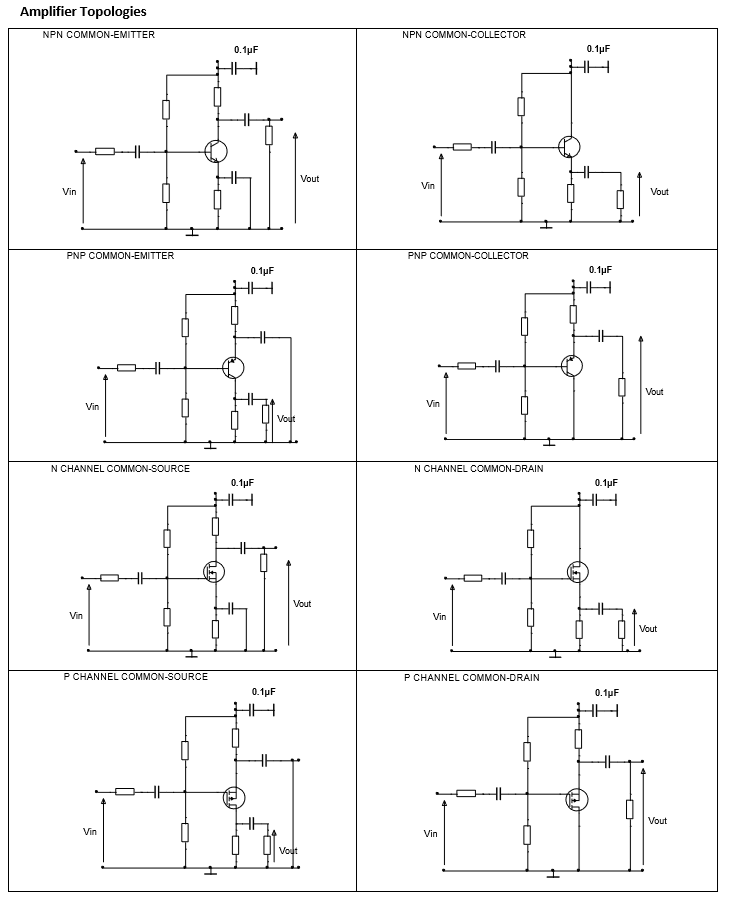 Amplifier Topologies
NPN COMMON-EMITTER
0.1µF
Vin
Vout
NPN COMMON-COLLECTOR
0.1µF
Vin
Vout
PNP COMMON-EMITTER
0.1µF
Vin
Vout
PNP COMMON-COLLECTOR
0.1µF
Vin
Vout
N CHANNEL COMMON-SOURCE
0.1µF
Vin
Vout
N CHANNEL COMMON-DRAIN
0.1µF
Vin
Vout
P CHANNEL COMMON-SOURCE
0.1µF
Vin
Vout
P CHANNEL COMMON-DRAIN
0.1µF
Vin
Vout